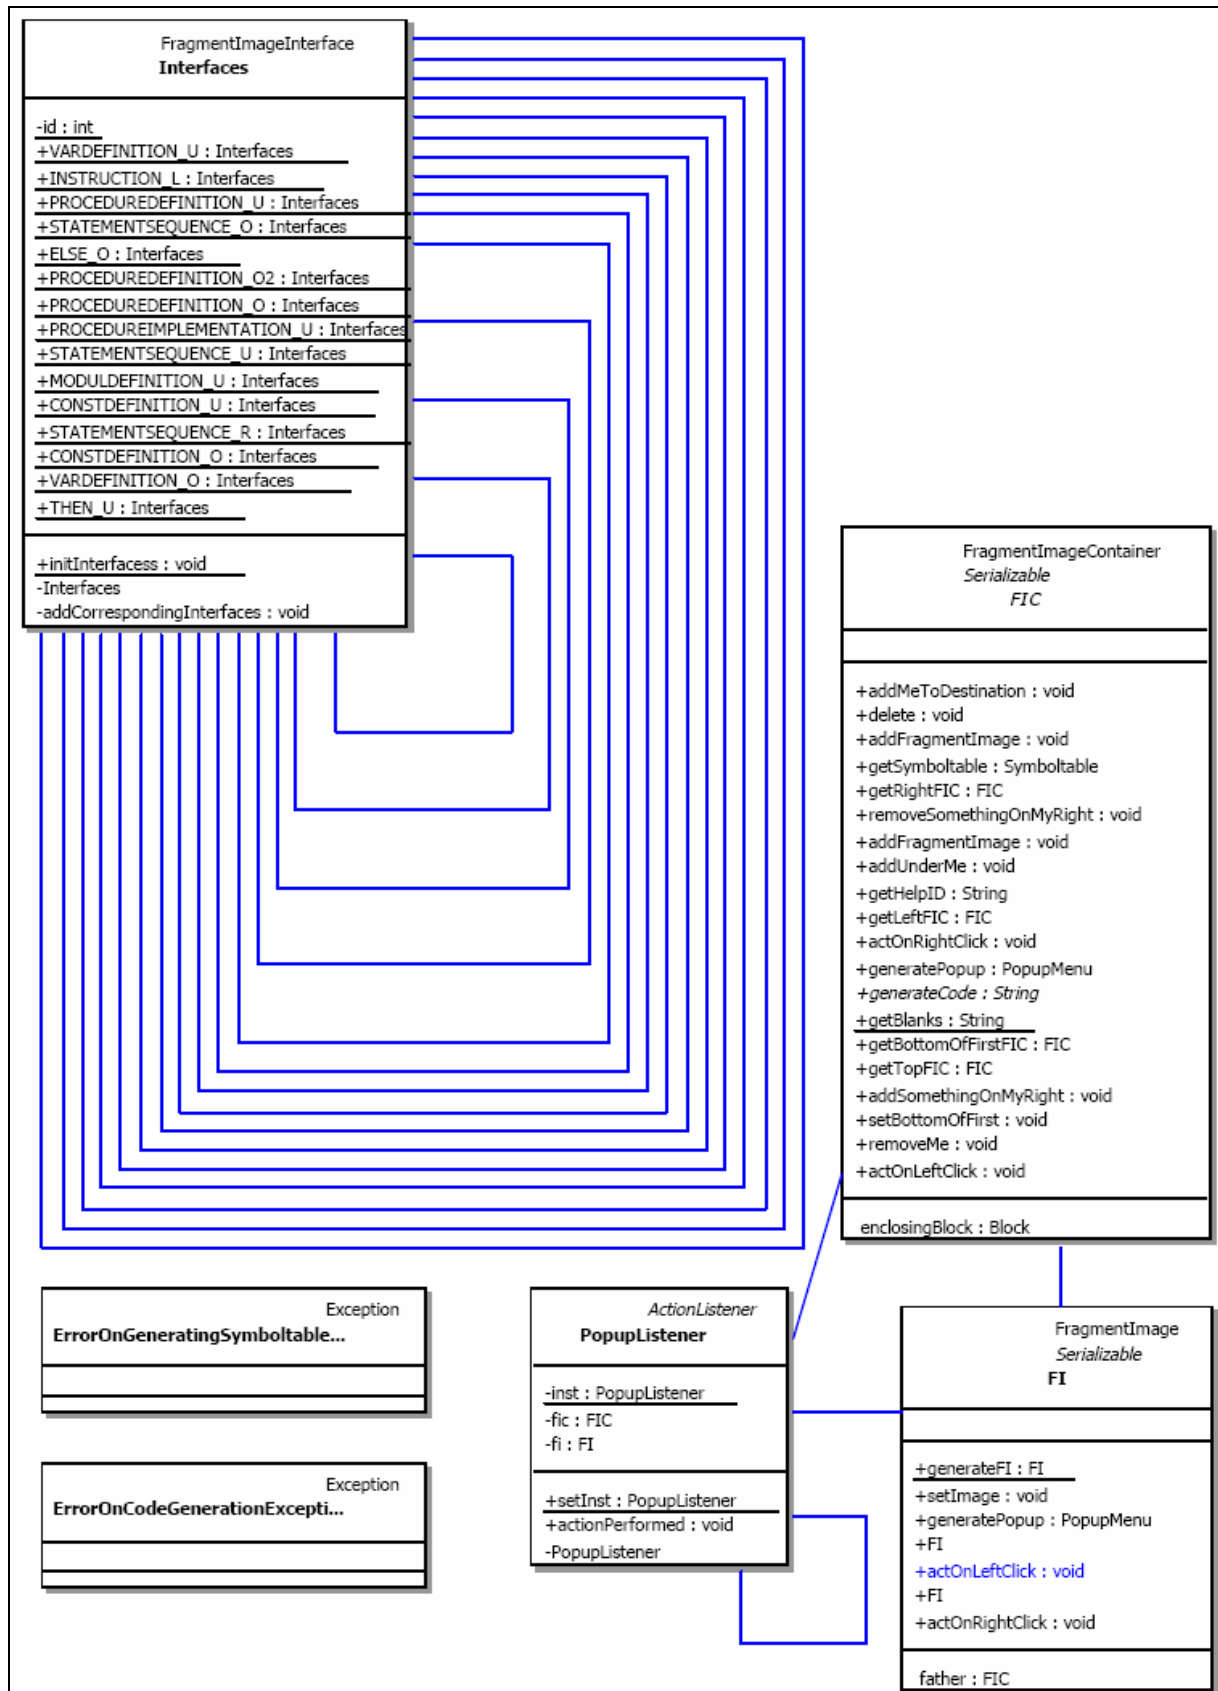 FragmentImageInterface
Interfaces
-id : int
+VARDEFINITION_U : Interfaces
+INSTRUCTION_L : Interfaces
+PROCEDUREDEFINITION_U : Interfaces
+STATEMENTSEQUENCE_O : Interfaces
+ELSE_O : Interfaces
+PROCEDUREDEFINITION_O2 : Interfaces
+PROCEDUREDEFINITION_O : Interfaces
+PROCEDUREIMPLEMENTATION_U : Interfaces
+STATEMENTSEQUENCE_U : Interfaces
+MODULDEFINITION_U : Interfaces
+CONSTDEFINITION_U : Interfaces
+STATEMENTSEQUENCE_R : Interfaces
+CONSTDEFINITION_O : Interfaces
+VARDEFINITION_O : Interfaces
+THEN_U : Interfaces
+initInterfacess : void
-Interfaces
-addCorrespondingInterfaces : void
FragmentImageContainer
Serializable
FIC
+addMeToDestination : void
+delete : void
+addFragmentImage : void
+getSymboltable : Symboltable
+getRightFIC : FIC
+removeSomethingOnMyRight : void
+addFragmentImage : void
+addUnderMe : void
+getHelpID : String
+getLeftFIC : FIC
+actOnRightClick : void
+generatePopup : PopupMenu
+generateCode : String
+getBlanks : String
+getBottomOfFirstFIC : FIC
+getTopFIC : FIC
+addSomethingOnMyRight : void
+setBottomOfFirst : void
+removeMe : void
+actOnLeftClick : void
enclosingBlock : Block
Exception
ErrorOnGeneratingSymboltable...
Exception
ErrorOnCodeGenerationExcepti...
ActionListener
PopupListener
-inst : PopupListener
-fic : FIC
-fi : FI
+setInst : PopupListener
+actionPerformed : void
-PopupListener
FragmentImage
Serializable
FI
+generateFI : FI
+setImage : void
+generatePopup : PopupMenu
+FI
+actOnLeftClick : void
+FI
+actOnRightClick : void
father : FIC